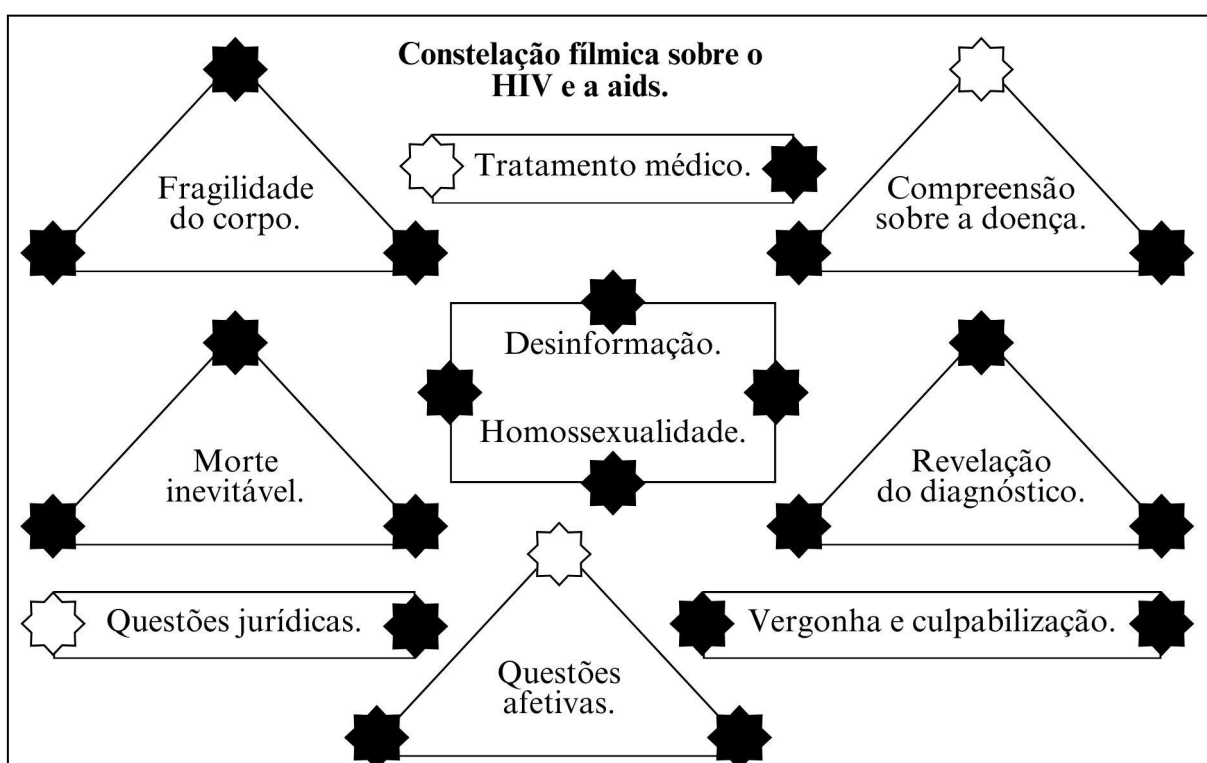 Constelação fílmica sobre o
HIV e a aids.
Tratamento médico.
Fragilidade
do corpo.
Compreensão
sobre a doença.
Desinformação.
Homossexualidade.
Morte
inevitável.
Revelação
do diagnóstico.
Questões jurídicas.
Vergonha e culpabilização.
Questões
afetivas.